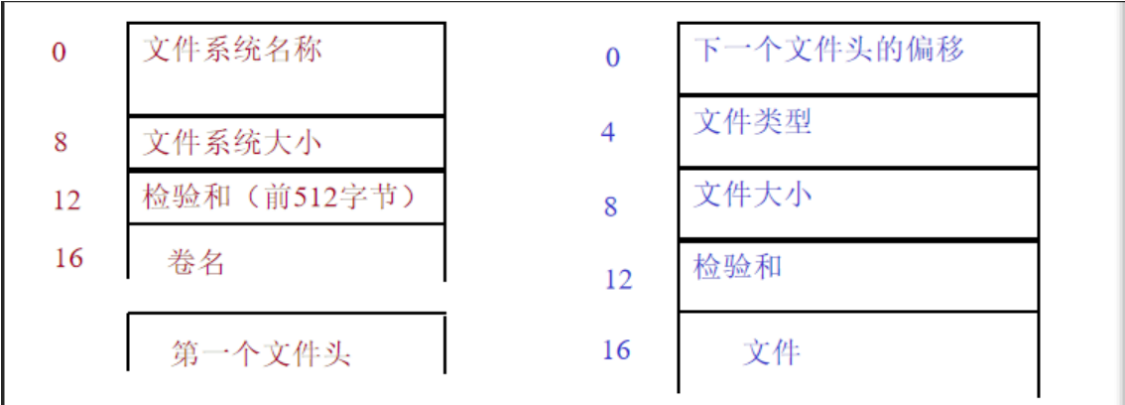 0
文件系统名称
8
文件系统大小
12
检验和（前512字节）
16
卷名
第一个文件头
0
下一个文件头的偏移
4
文件类型
8
文件大小
12
检验和
16
文件